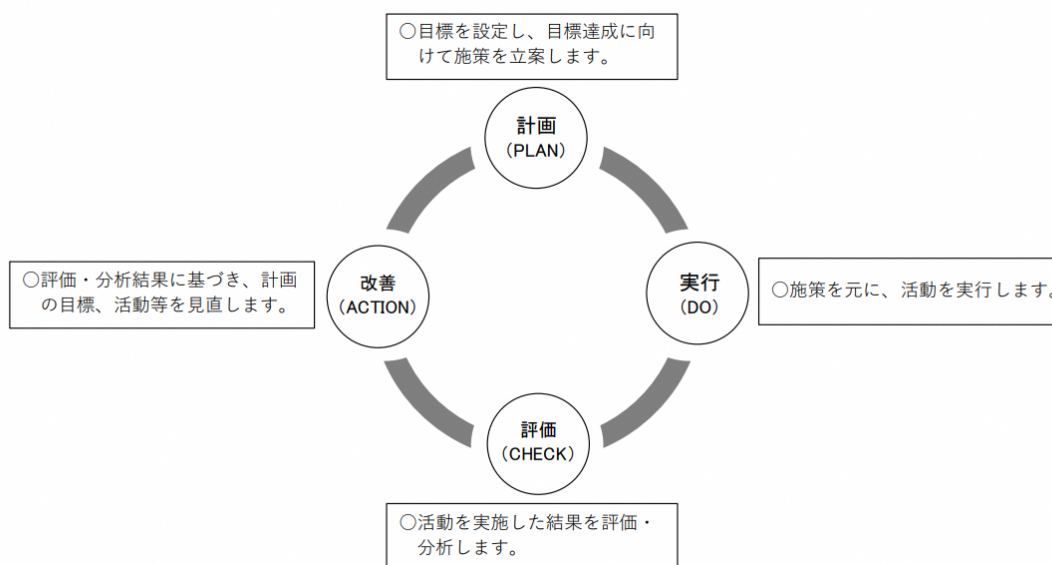 ○目標を設定し、目標達成に向
けて施策を立案します。
計画
(PLAN)
○評価・分析結果に基づき、計画
の目標、活動等を見直します。
改善
(ACTION)
実行
(DO)
○施策を元に、活動を実行します。
評価
(CHECK)
○活動を実施した結果を評価・
分析します。